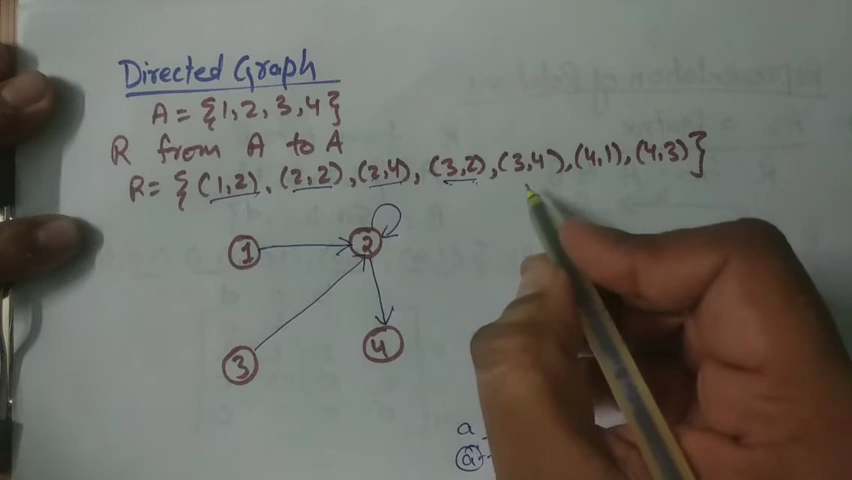 Directed Graph
A = {1, 2, 3, 4}
R from A to A
R = {(1,2), (2,2), (2,4), (3,2), (3,4), (4,1), (4,3)}
1 2
3 4
a
a